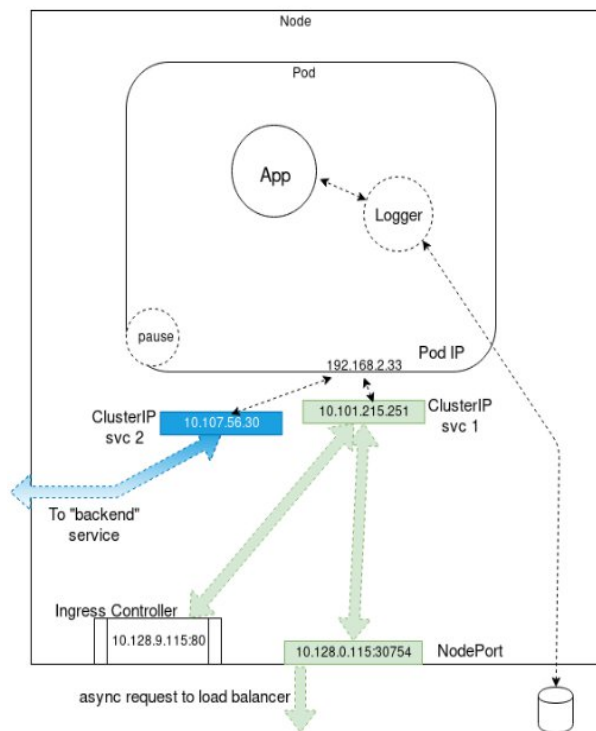 Node
Pod
App
Logger
pause
Pod IP
192.168.2.33
ClusterIP
svc 2
10.107.56.30
10.101.215.251
ClusterIP
svc 1
To "backend"
service
Ingress Controller
10.128.9.115:80
10.128.0.115:30754
NodePort
async request to load balancer